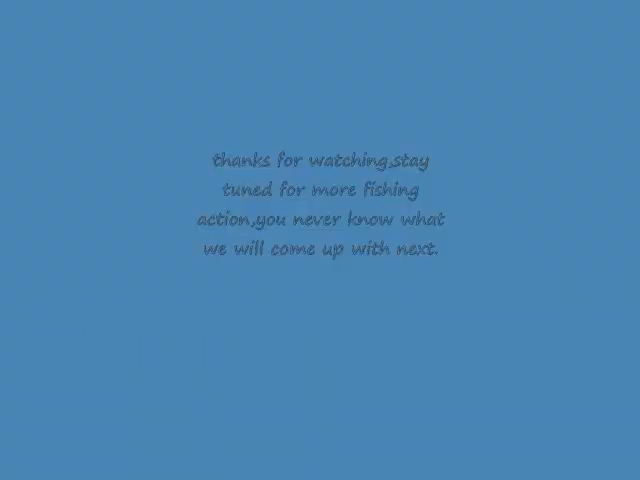 thanks for watching,stay
tuned for more fishing
action,you never know what
we will come up with next.